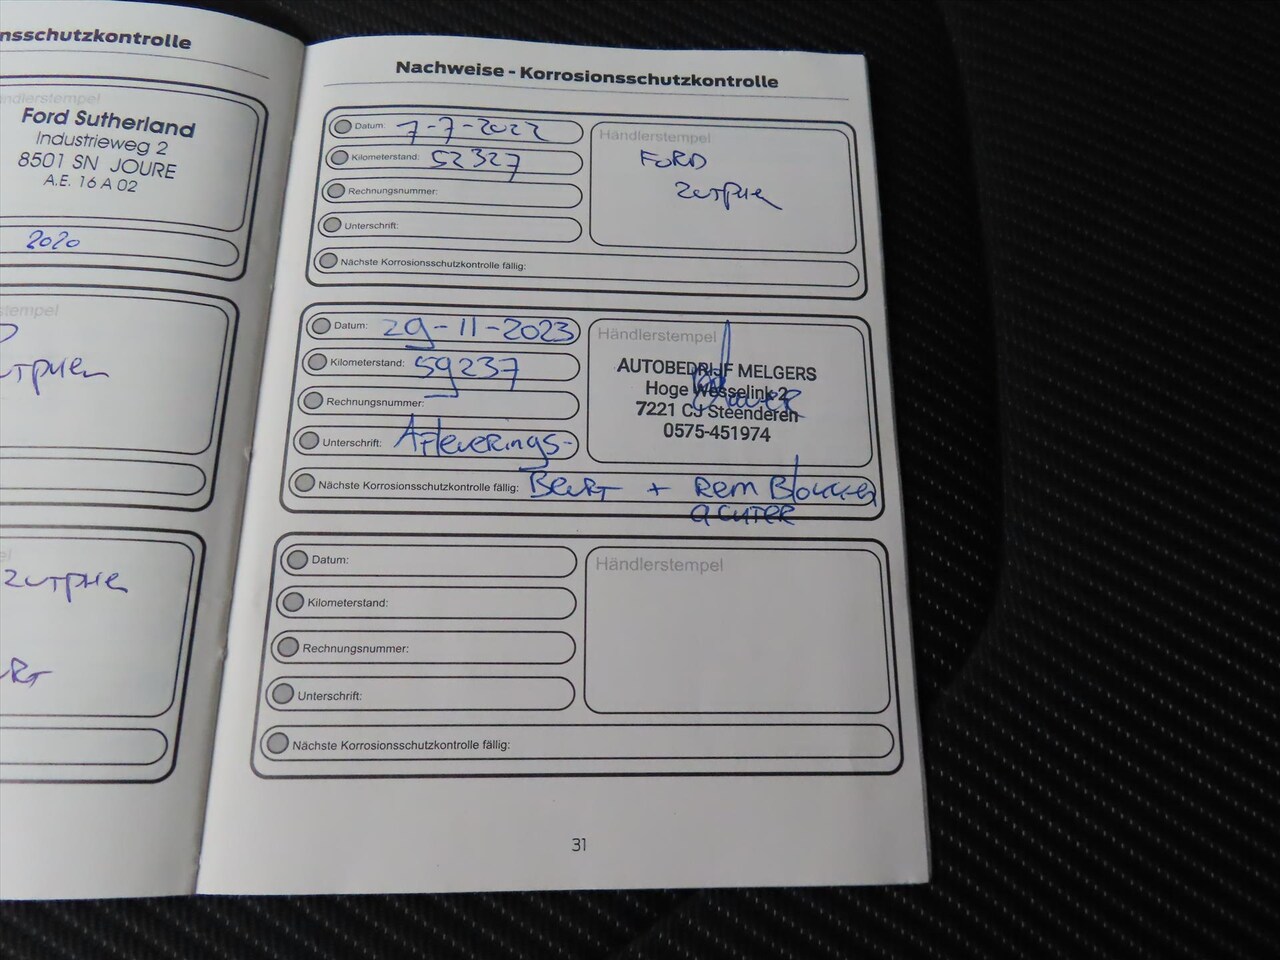 nsschutzkontrolle
Händlerstempel
Ford Sutherland
Industrieweg 2
8501 SN JOURE
A.E. 16 A 02
2020
stempel
Nachweise - Korrosionsschutzkontrolle
Datum: 7-7-2022
Kilometerstand: 52327
Rechnungsnummer:
Unterschrift:
Nächste Korrosionsschutzkontrolle fällig:
Händlerstempel
FORD
ZUTPHEN
Datum: 29-11-2023
Kilometerstand: 59237
Rechnungsnummer:
Unterschrift: Afleverings-
Nächste Korrosionsschutzkontrolle fällig: Beurt + Rem Blokken
achter
Händlerstempel
AUTOBEDRIJF MELGERS
Hoge Wesselink 2
7221 CJ Steenderen
0575-451974
Datum:
Kilometerstand:
Rechnungsnummer:
Unterschrift:
Nächste Korrosionsschutzkontrolle fällig:
Händlerstempel
ZUTPHEN
31